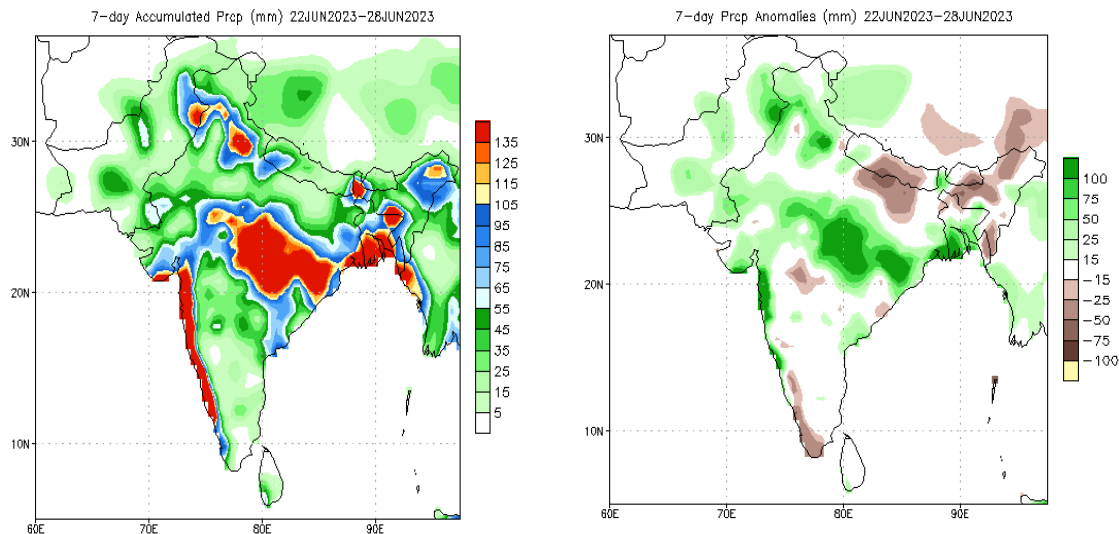 7-day Accumulated Prcp (mm) 22JUN2023-28JUN2023
30N
20N
10N
60E 70E 80E 90E
135
125
115
105
95
85
75
65
55
45
35
25
15
5
7-day Prcp Anomalies (mm) 22JUN2023-28JUN2023
30N
20N
10N
60E 70E 80E 90E
100
75
50
25
15
-15
-25
-50
-75
-100